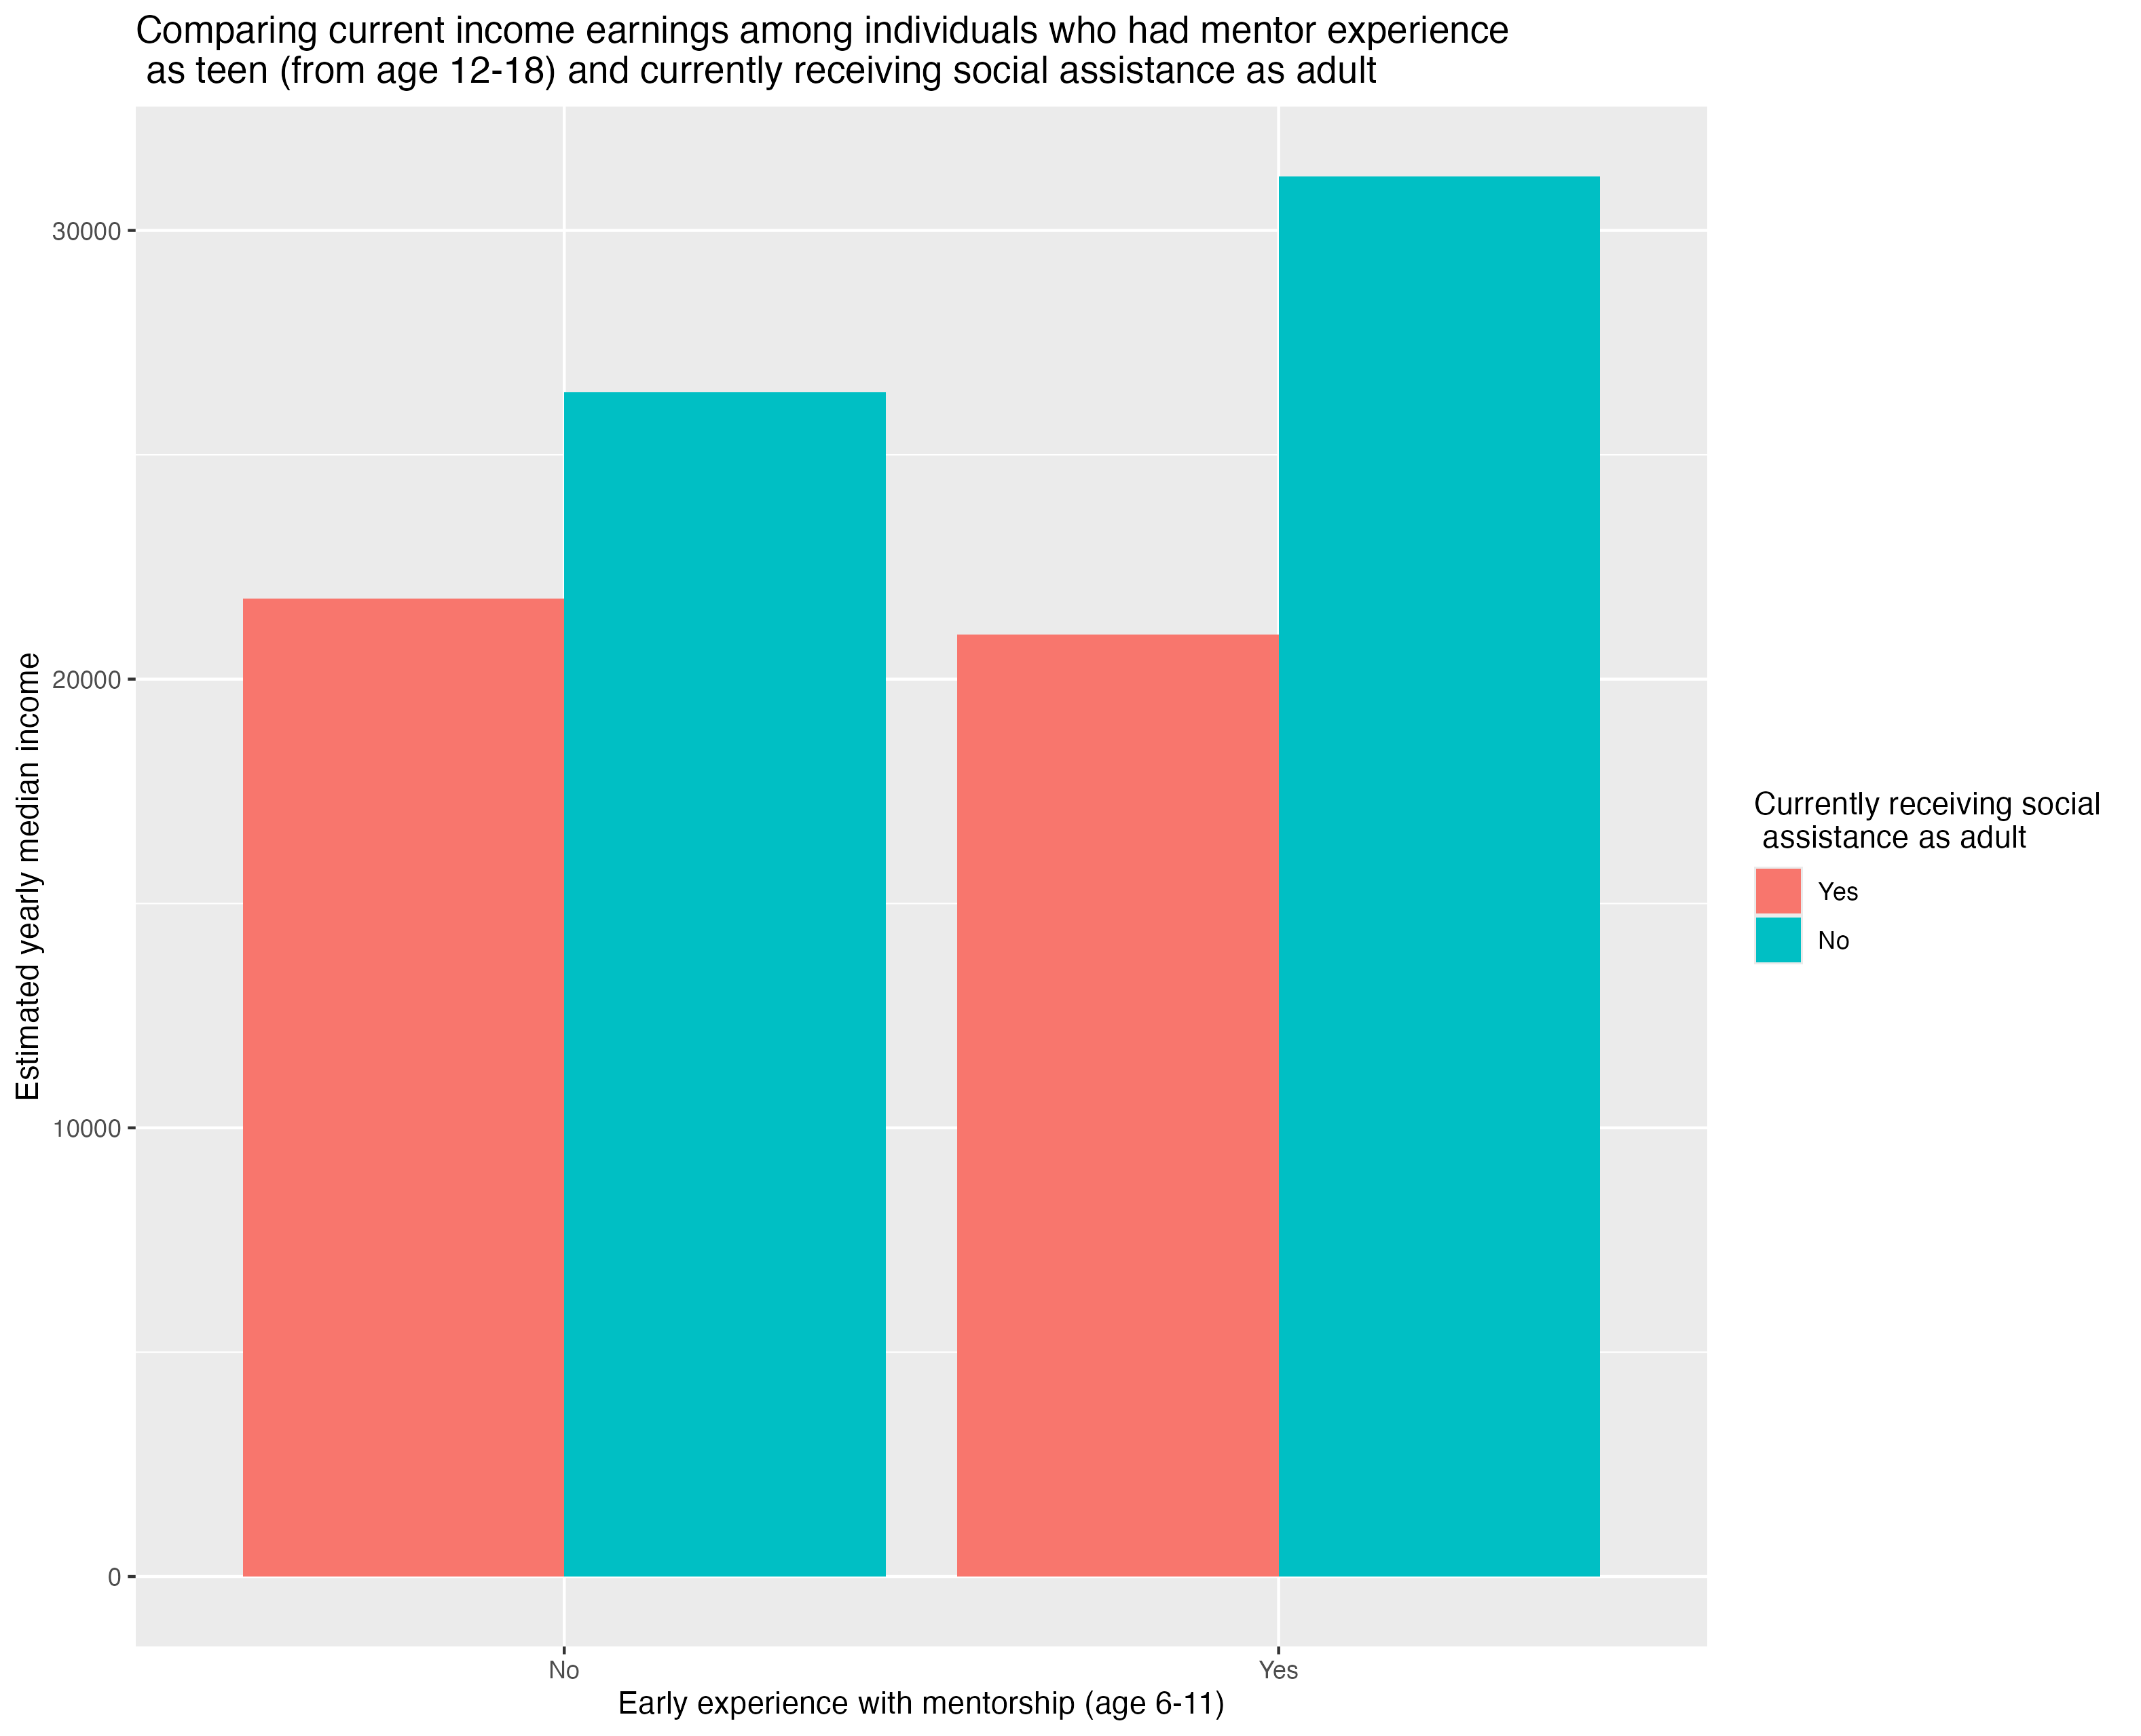 Comparing current income earnings among individuals who had mentor experience
as teen (from age 12-18) and currently receiving social assistance as adult
Estimated yearly median income
30000
20000
10000
0
No
Yes
Early experience with mentorship (age 6-11)
Currently receiving social
assistance as adult
Yes
No